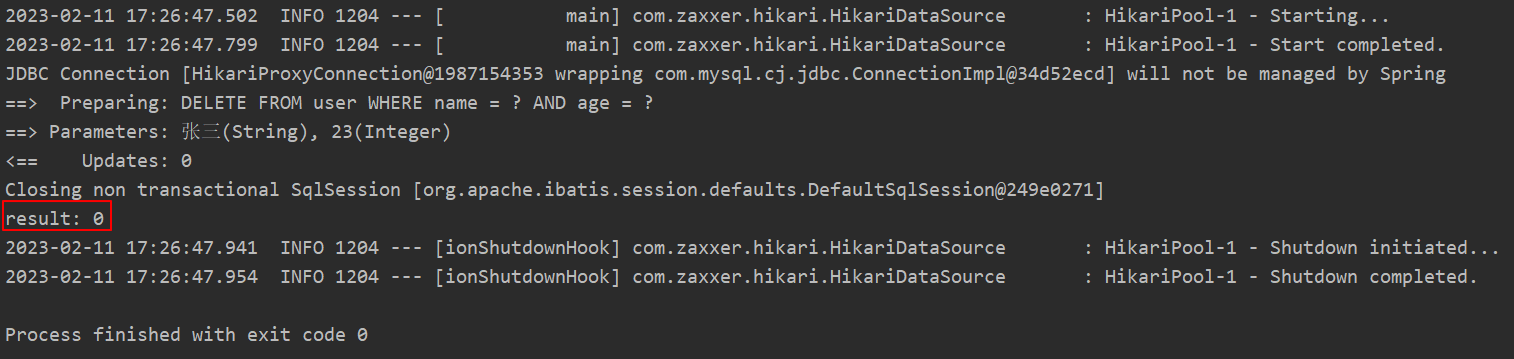 2023-02-11 17:26:47.502  INFO 1204 --- [           main] com.zaxxer.hikari.HikariDataSource       : HikariPool-1 - Starting...
2023-02-11 17:26:47.799  INFO 1204 --- [           main] com.zaxxer.hikari.HikariDataSource       : HikariPool-1 - Start completed.
JDBC Connection [HikariProxyConnection@1987154353 wrapping com.mysql.cj.jdbc.ConnectionImpl@34d52ecd] will not be managed by Spring
==>  Preparing: DELETE FROM user WHERE name = ? AND age = ?
==> Parameters: 张三(String), 23(Integer)
<==    Updates: 0
Closing non transactional SqlSession [org.apache.ibatis.session.defaults.DefaultSqlSession@249e0271]
result: 0
2023-02-11 17:26:47.941  INFO 1204 --- [ionShutdownHook] com.zaxxer.hikari.HikariDataSource       : HikariPool-1 - Shutdown initiated...
2023-02-11 17:26:47.954  INFO 1204 --- [ionShutdownHook] com.zaxxer.hikari.HikariDataSource       : HikariPool-1 - Shutdown completed.
Process finished with exit code 0